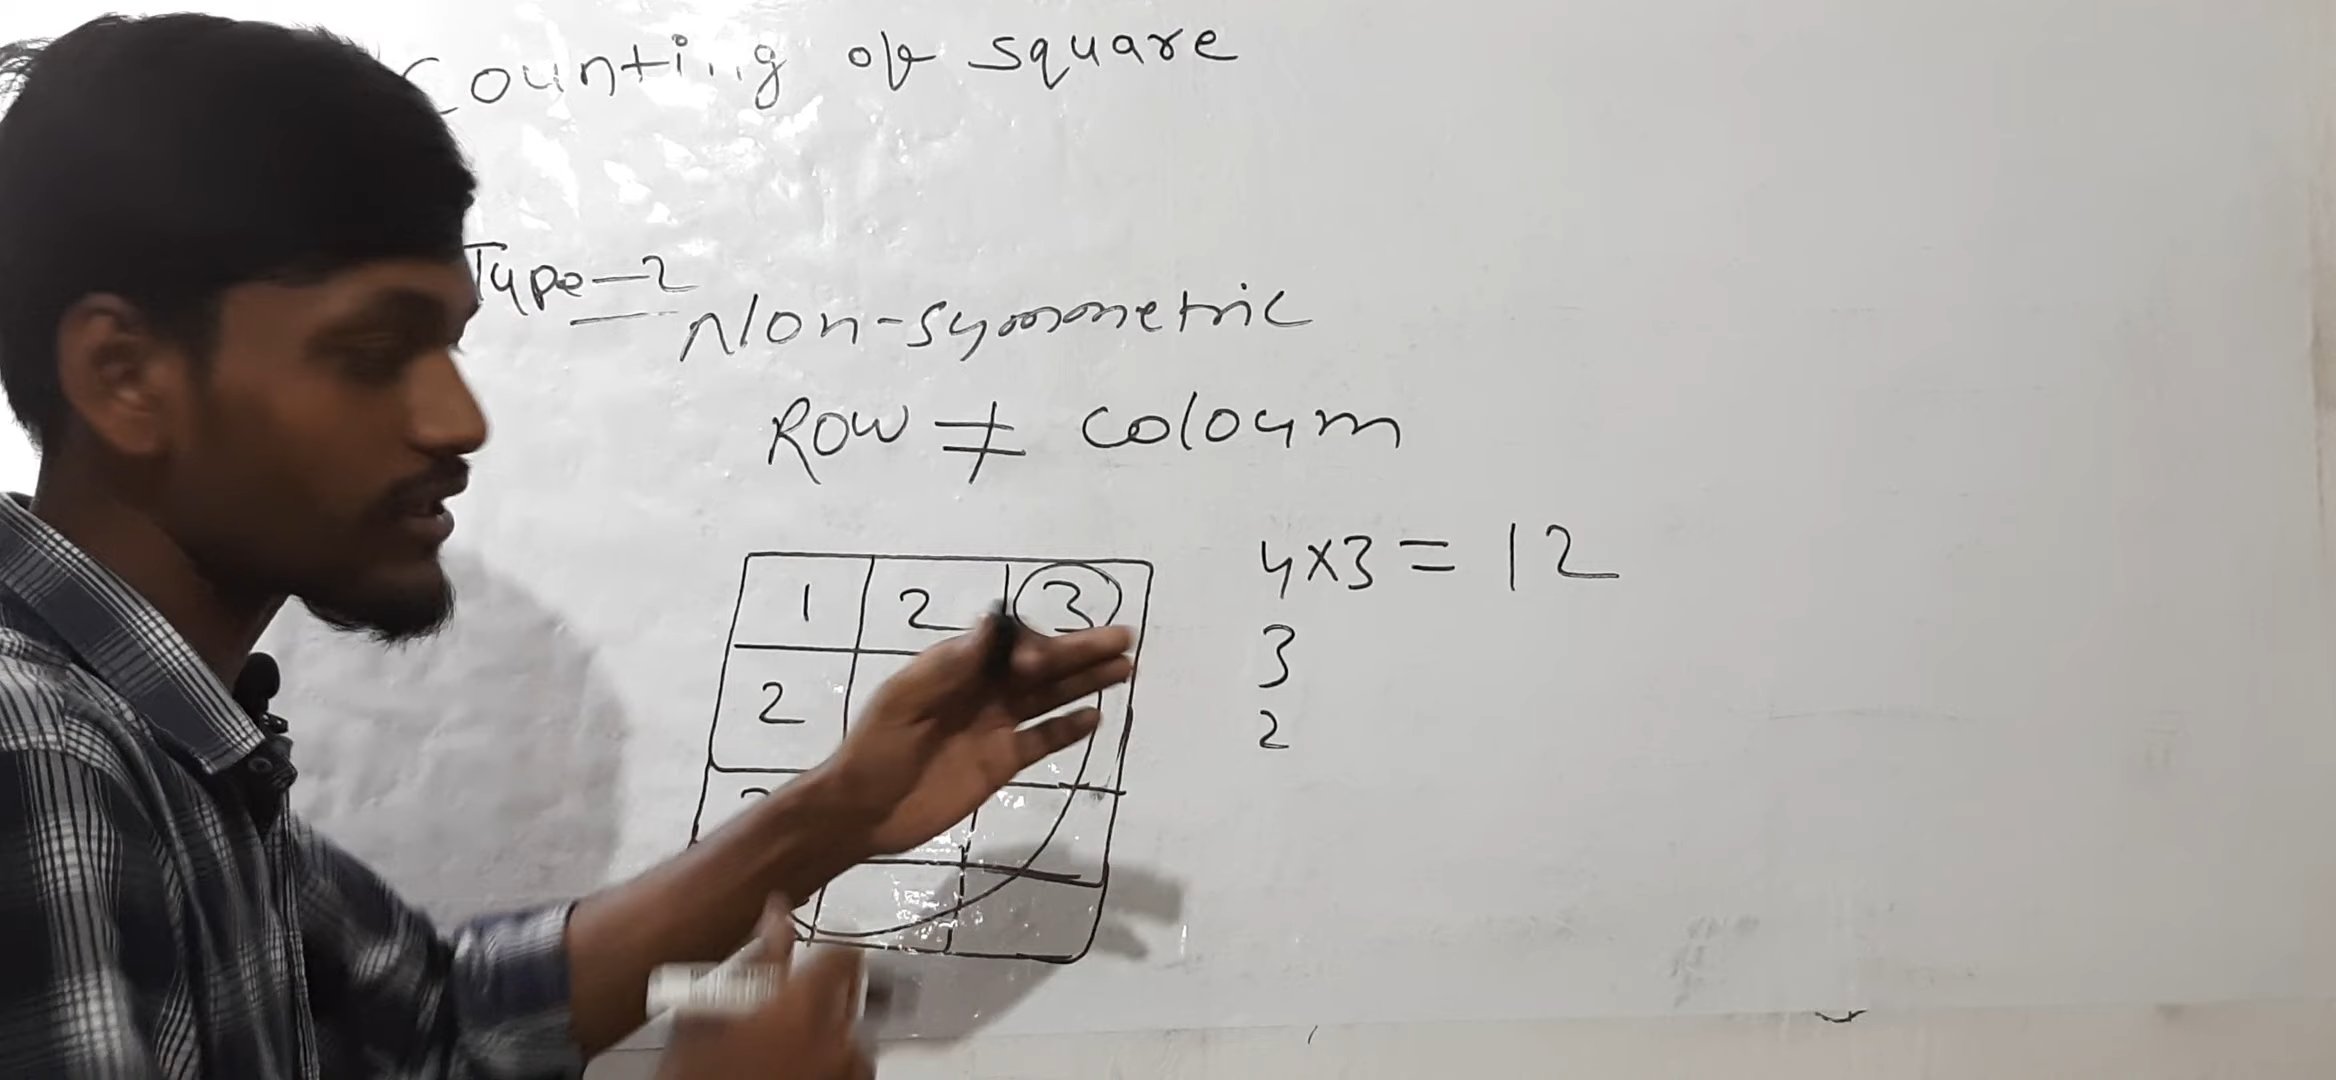 Counting of square
Type-2
Non-symmetric
Row ≠ coloum
1 2 3
4x3 = 12
3
2
2